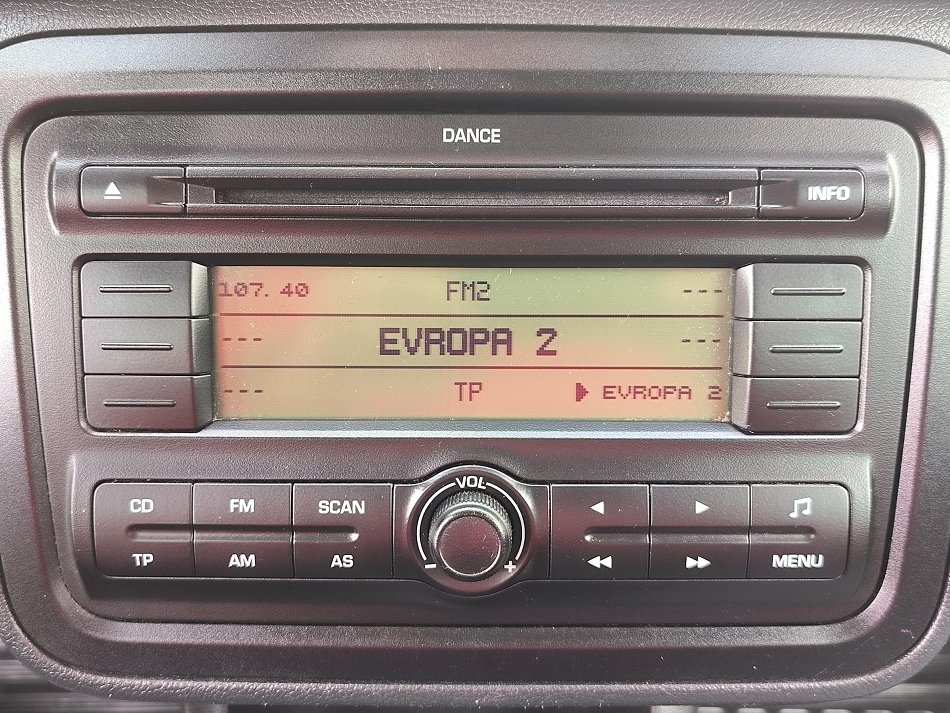 DANCE
INFO
107.40 FM2 ---
--- EVROPA 2 ---
--- TP EVROPA 2
VOL
CD FM SCAN
TP AM AS - + MENU